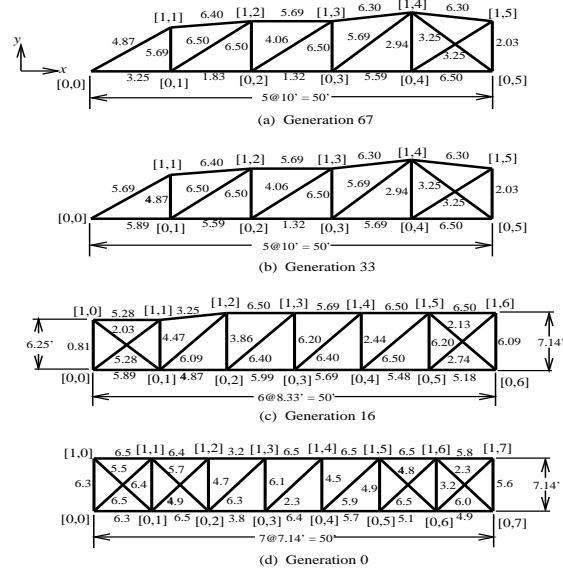 [1,4]
[1,1] 6.40 [1,2] 5.69 [1,3] 6.30 6.30 [1,5]
y
4.87 5.69 6.50 6.50 4.06 6.50 5.69 2.94 3.25 3.25 2.03
x
[0,0] 3.25 [0,1] 1.83 [0,2] 1.32 [0,3] 5.59 [0,4] 6.50 [0,5]
5@10' = 50'
(a) Generation 67
[1,4]
[1,1] 6.40 [1,2] 5.69 [1,3] 6.30 6.30 [1,5]
5.69 4.87 6.50 6.50 4.06 6.50 5.69 2.94 3.25 3.25 2.03
[0,0] 5.89 [0,1] 5.59 [0,2] 1.32 [0,3] 5.69 [0,4] 6.50 [0,5]
5@10' = 50'
(b) Generation 33
[1,0] 5.28 [1,1] 3.25 [1,2] 6.50 [1,3] 5.69 [1,4] 6.50 [1,5] 6.50 [1,6]
2.03 2.13
6.25' 0.81 4.47 3.86 6.20 2.44 6.20 6.09 7.14'
5.28 6.09 6.40 6.40 6.50 2.74
[0,0] 5.89 [0,1] 4.87 [0,2] 5.99 [0,3] 5.69 [0,4] 5.48 [0,5] 5.18 [0,6]
6@8.33' = 50'
(c) Generation 16
[1,0] 6.5 [1,1] 6.4 [1,2] 3.2 [1,3] 6.5 [1,4] 6.5 [1,5] 6.5 [1,6] 5.8 [1,7]
5.5 5.7 4.8 2.3
6.3 6.4 4.7 6.1 4.5 4.9 3.2 5.6 7.14'
6.5 4.9 6.3 2.3 5.9 6.5 6.0
[0,0] 6.3 [0,1] 6.5 [0,2] 3.8 [0,3] 6.4 [0,4] 5.7 [0,5] 5.1 [0,6] 4.9 [0,7]
7@7.14' = 50'
(d) Generation 0